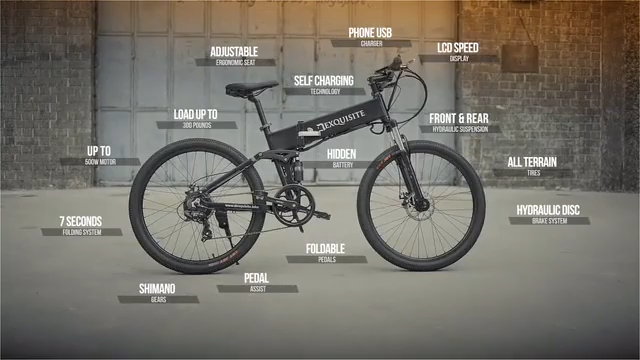 PHONE USB
CHARGER
ADJUSTABLE
ERGONOMIC SEAT
LCD SPEED
DISPLAY
SELF CHARGING
TECHNOLOGY
LOAD UP TO
300 POUNDS
FRONT & REAR
HYDRAULIC SUSPENSION
EXQUISITE
UP TO
500W MOTOR
HIDDEN
BATTERY
ALL TERRAIN
TIRES
7 SECONDS
FOLDING SYSTEM
HYDRAULIC DISC
BRAKE SYSTEM
FOLDABLE
PEDALS
PEDAL
ASSIST
SHIMANO
GEARS